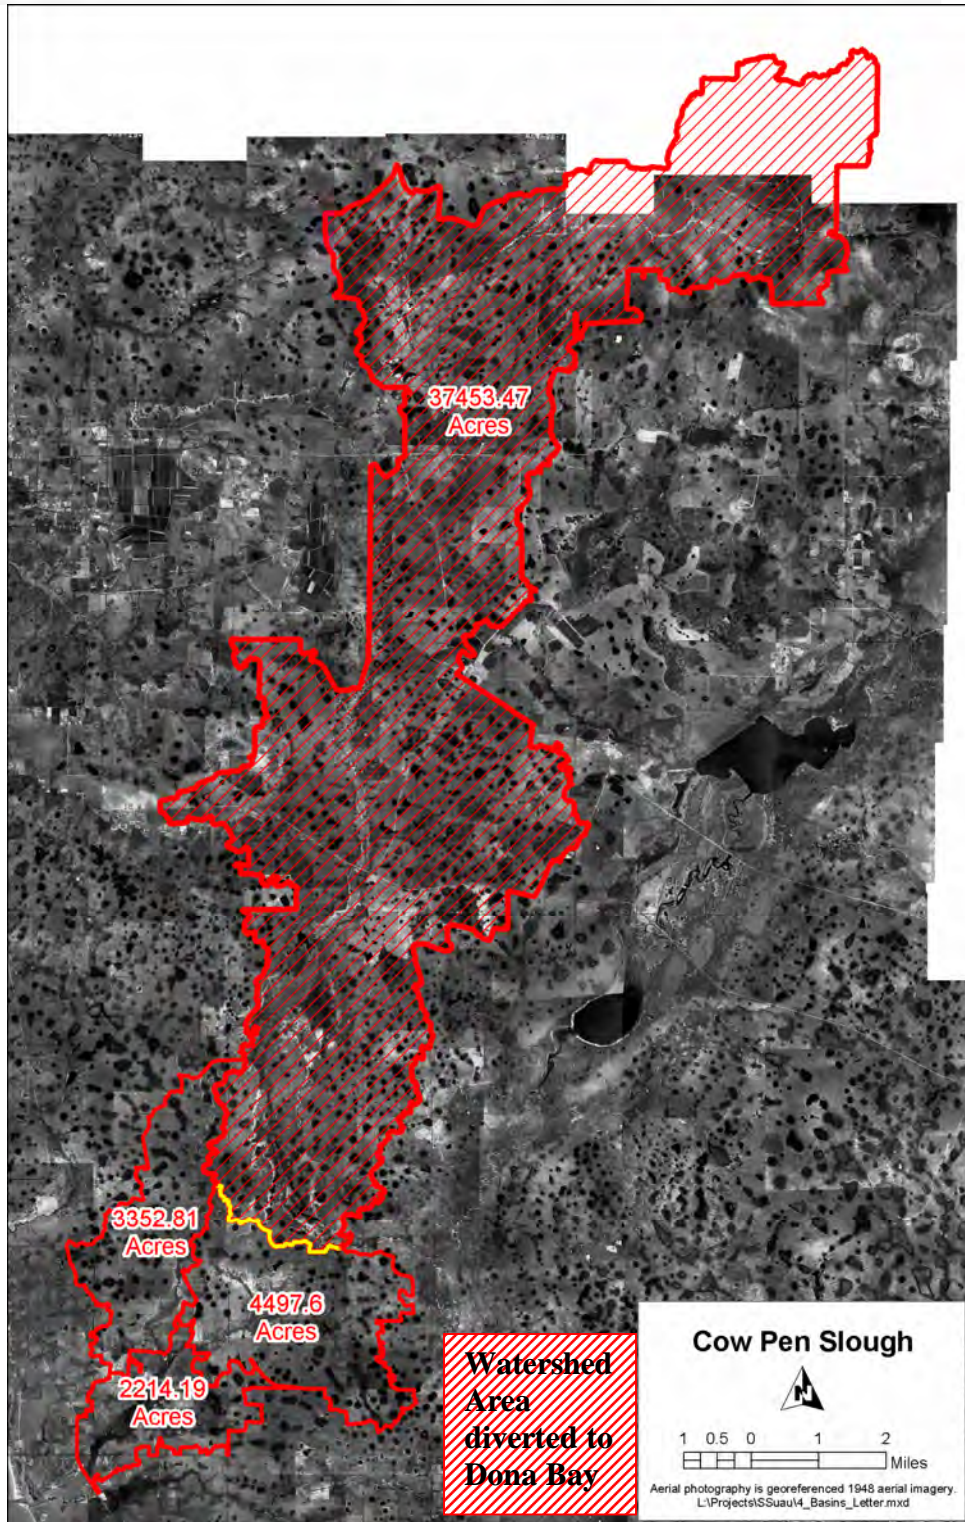 37453.47
Acres
3352.81
Acres
4497.6
Acres
2214.19
Acres
Watershed
Area
diverted to
Dona Bay
Cow Pen Slough
N
1 0.5 0 1 2
Miles
Aerial photography is georeferenced 1948 aerial imagery.
L:\Projects\SSuau\4_Basins_Letter.mxd